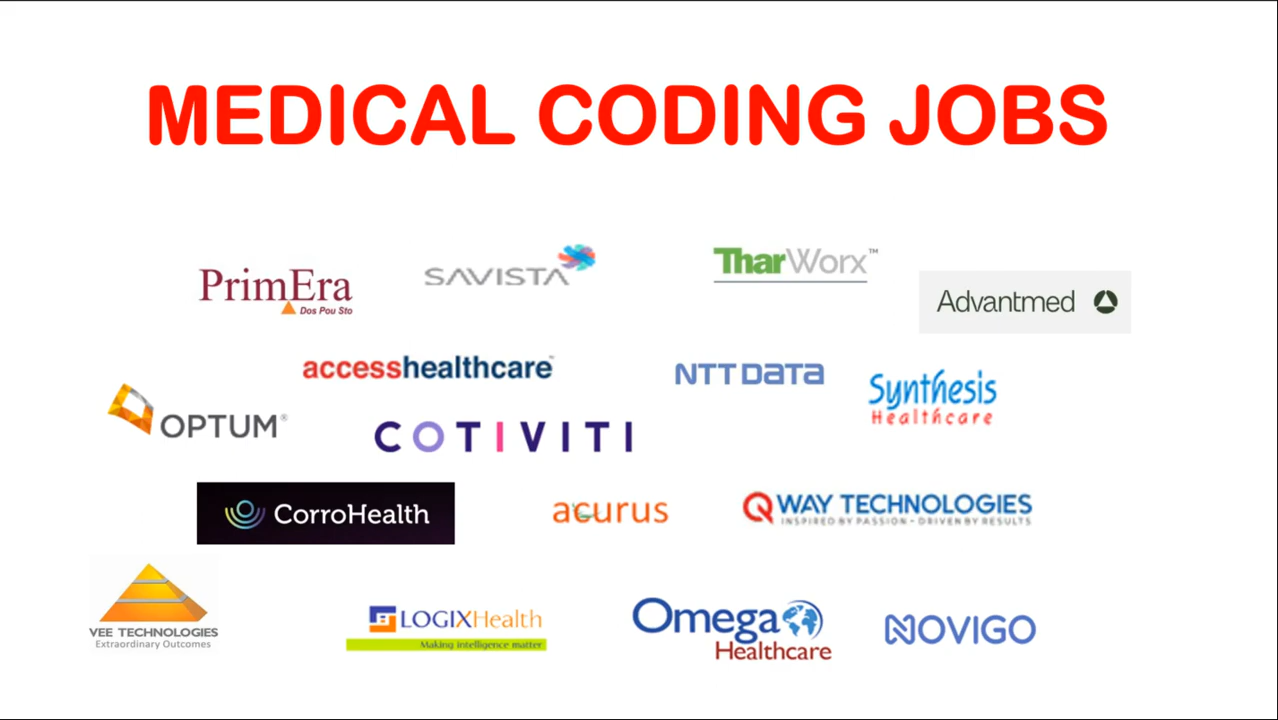 MEDICAL CODING JOBS
PrimEra
Dos Pou Sto
SAVISTA
TharWorx™
Advantmed
accesshealthcare™
NTT DATA
Synthesis
Healthcare
OPTUM®
COTIVITI
CorroHealth
acurus
QWAY TECHNOLOGIES
INSPIRED BY PASSION - DRIVEN BY RESULTS
VEE TECHNOLOGIES
Extraordinary Outcomes
LOGIXHealth
Making intelligence matter
Omega
Healthcare
NOVIGO